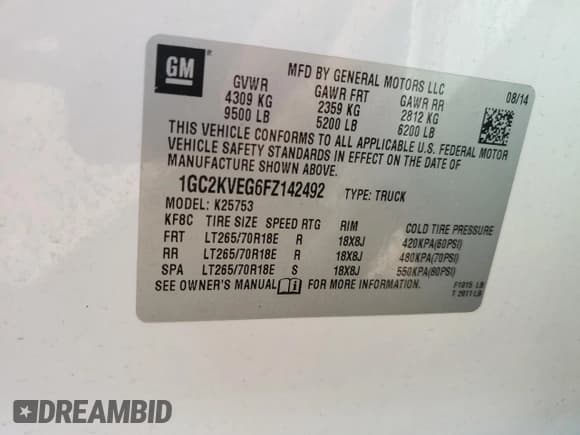 GM
MFD BY GENERAL MOTORS LLC
08/14
GVWR GAWR FRT GAWR RR
4309 KG 2359 KG 2812 KG
9500 LB 5200 LB 6200 LB
THIS VEHICLE CONFORMS TO ALL APPLICABLE U.S. FEDERAL MOTOR
VEHICLE SAFETY STANDARDS IN EFFECT ON THE DATE OF
MANUFACTURE SHOWN ABOVE.
1GC2KVEG6FZ142492 TYPE: TRUCK
MODEL: K25753
KF8C TIRE SIZE SPEED RTG RIM COLD TIRE PRESSURE
FRT LT265/70R18E R 18X8J 420KPA(60PSI)
RR LT265/70R18E R 18X8J 480KPA(70PSI)
SPA LT265/70R18E S 18X8J 550KPA(80PSI)
SEE OWNER'S MANUAL FOR MORE INFORMATION.
F1015 LB
T 2611 LB
DREAMBID